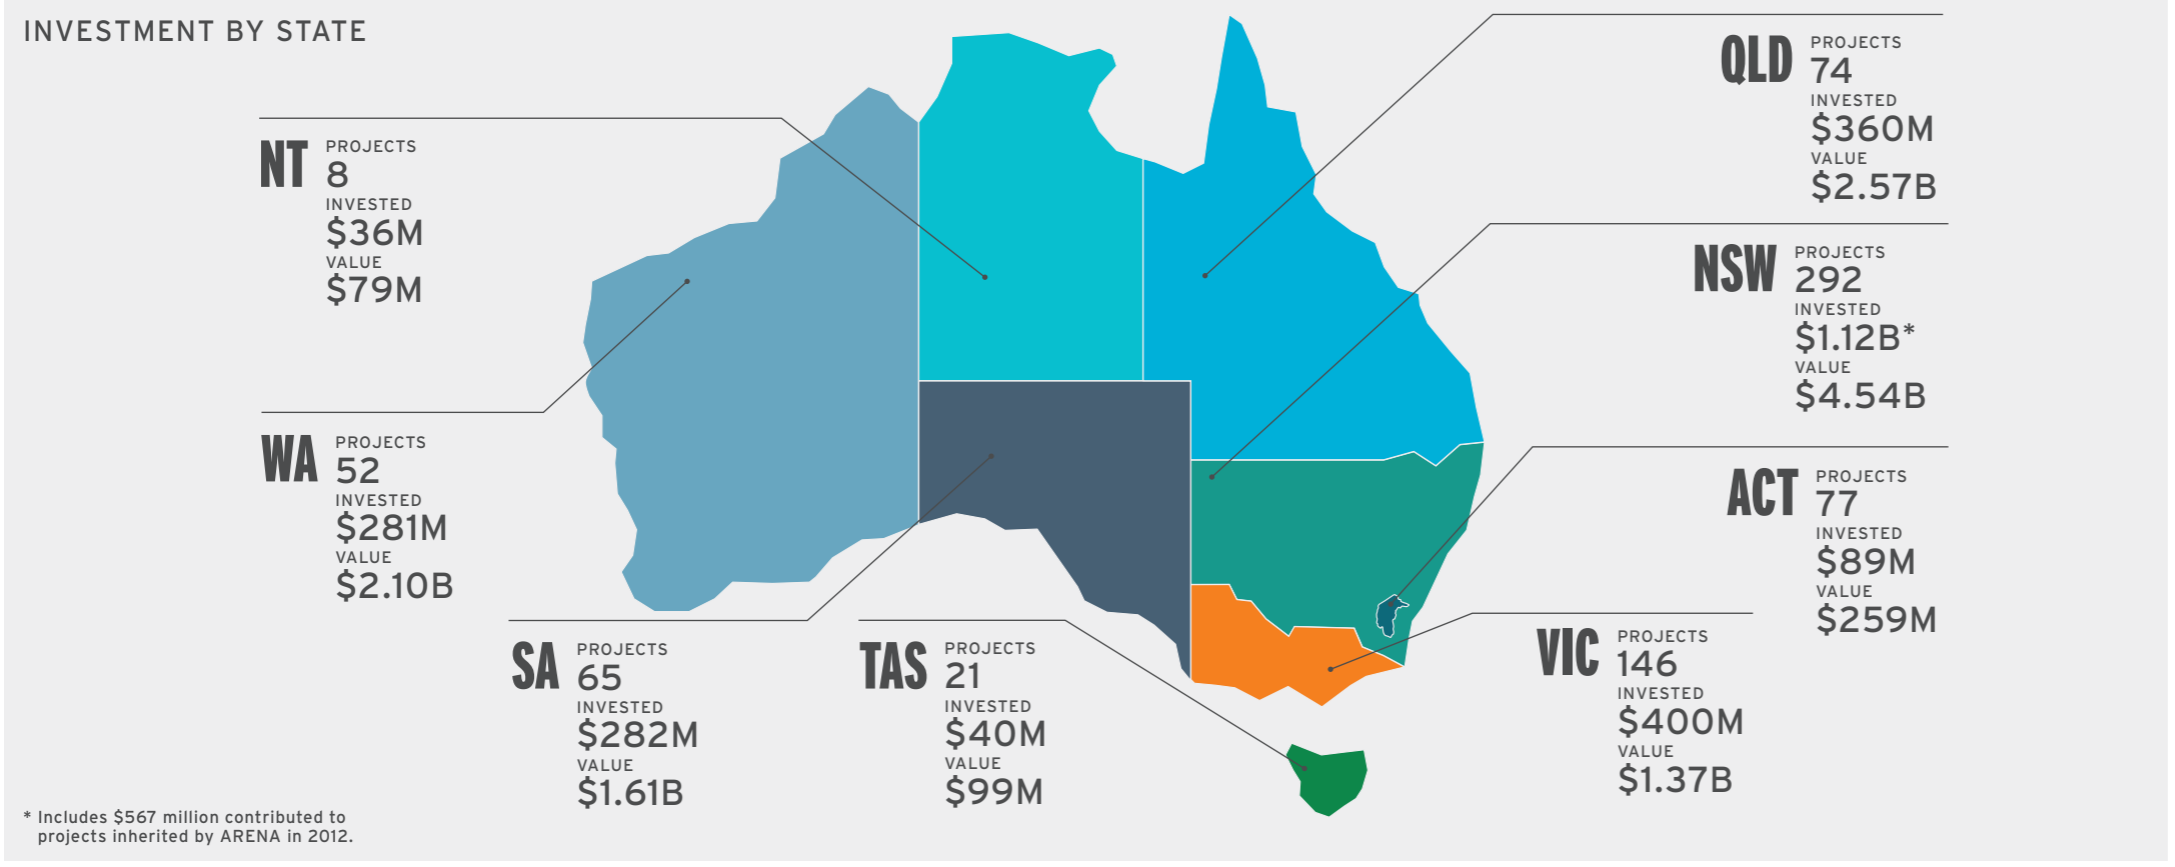 INVESTMENT BY STATE
NT
PROJECTS
8
INVESTED
$36M
VALUE
$79M
WA
PROJECTS
52
INVESTED
$281M
VALUE
$2.10B
SA
PROJECTS
65
INVESTED
$282M
VALUE
$1.61B
TAS
PROJECTS
21
INVESTED
$40M
VALUE
$99M
QLD
PROJECTS
74
INVESTED
$360M
VALUE
$2.57B
NSW
PROJECTS
292
INVESTED
$1.12B*
VALUE
$4.54B
ACT
PROJECTS
77
INVESTED
$89M
VALUE
$259M
VIC
PROJECTS
146
INVESTED
$400M
VALUE
$1.37B
* Includes $567 million contributed to
projects inherited by ARENA in 2012.